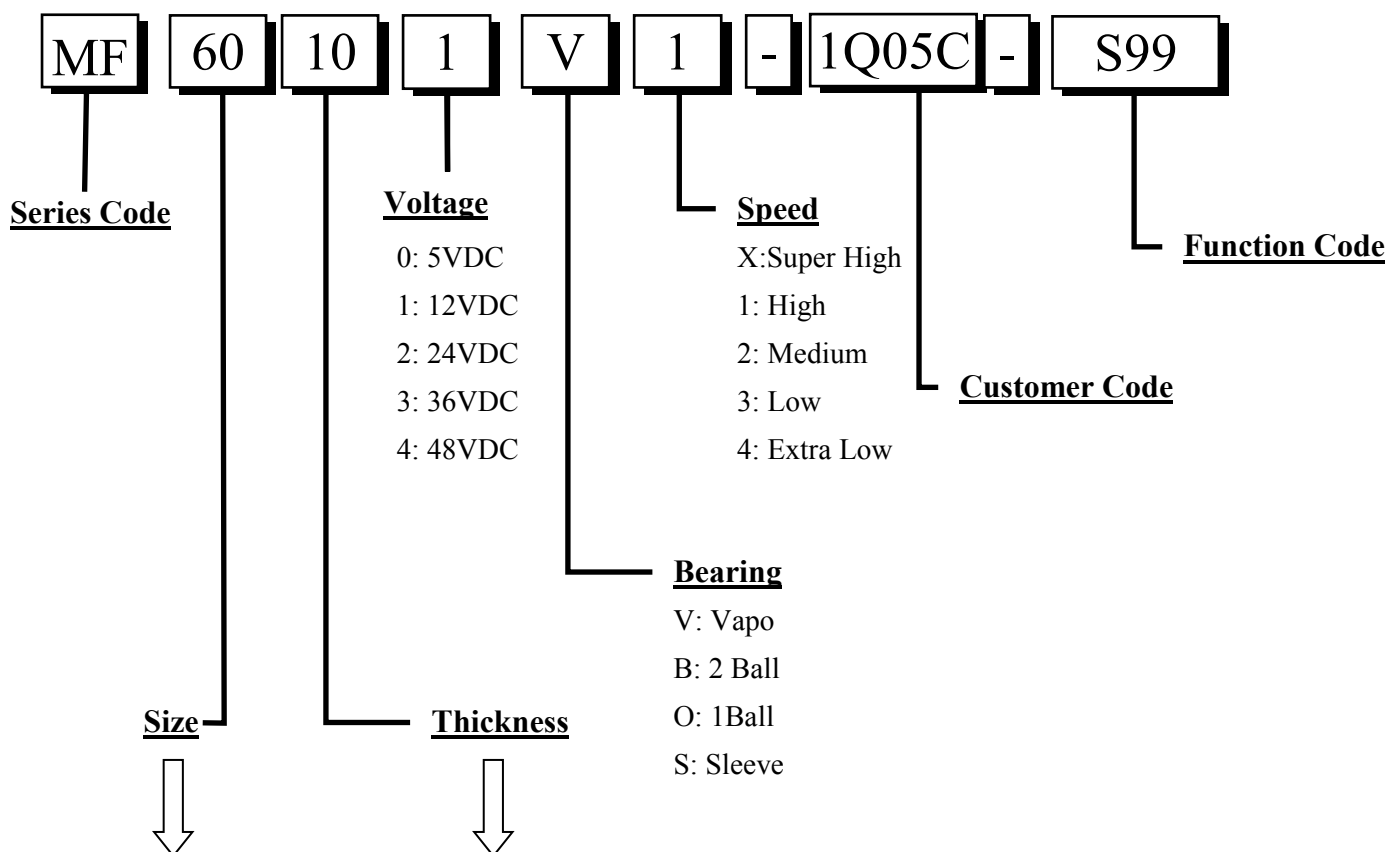 MF 60 10 1 V 1 - 1Q05C - S99
Series Code
Voltage
0: 5VDC
1: 12VDC
2: 24VDC
3: 36VDC
4: 48VDC
Speed
X:Super High
1: High
2: Medium
3: Low
4: Extra Low
Function Code
Customer Code
Bearing
V: Vapo
B: 2 Ball
O: 1Ball
S: Sleeve
Size
Thickness